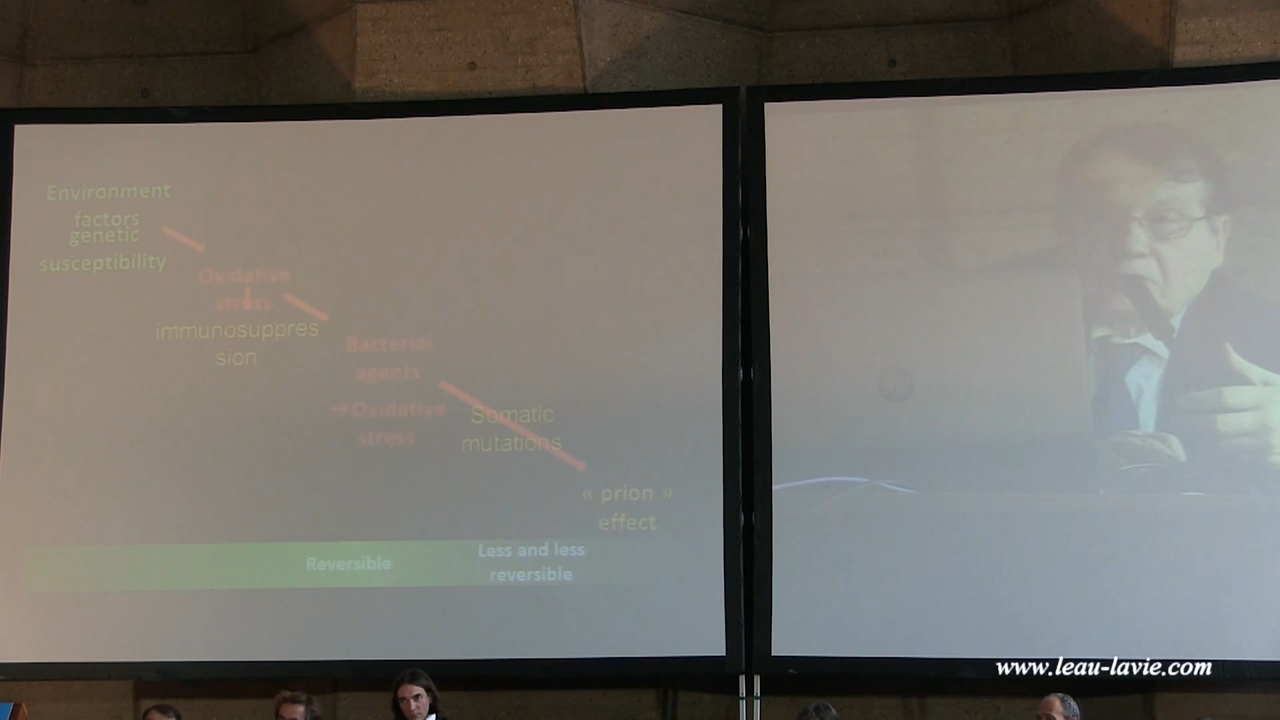 Environment
factors
genetic
susceptibility
Oxidative
stress
immunosuppres
sion
Bacterial
agents
→Oxidative
stress
Somatic
mutations
« prion »
effect
Reversible
Less and less
reversible
www.leau-lavie.com